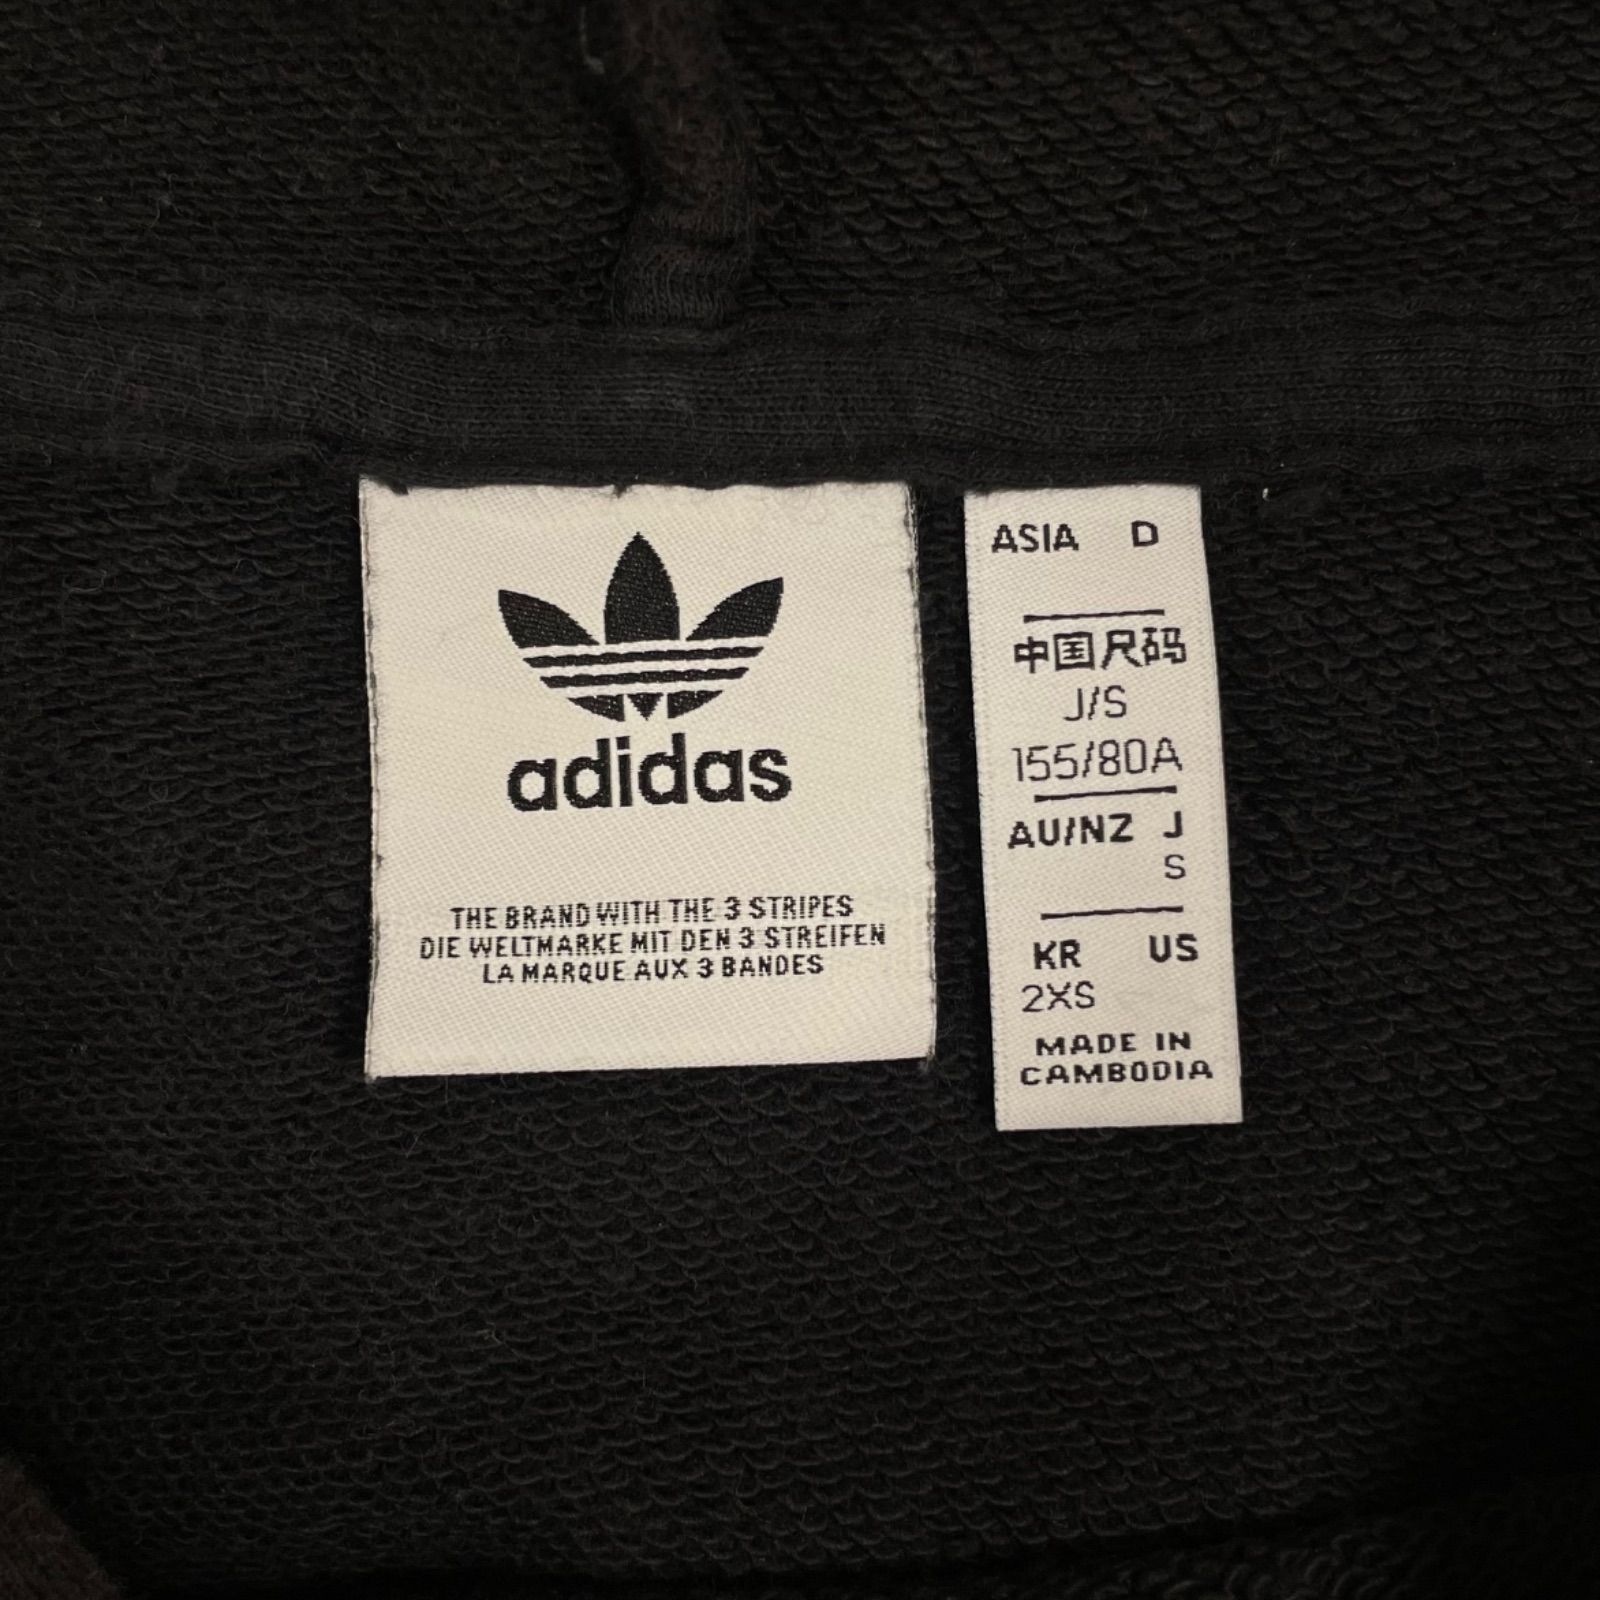 adidas
THE BRAND WITH THE 3 STRIPES
DIE WELTMARKE MIT DEN 3 STREIFEN
LA MARQUE AUX 3 BANDES
ASIA D
中国尺码
J/S
155/80A
AU/NZ J
S
KR US
2XS
MADE IN
CAMBODIA